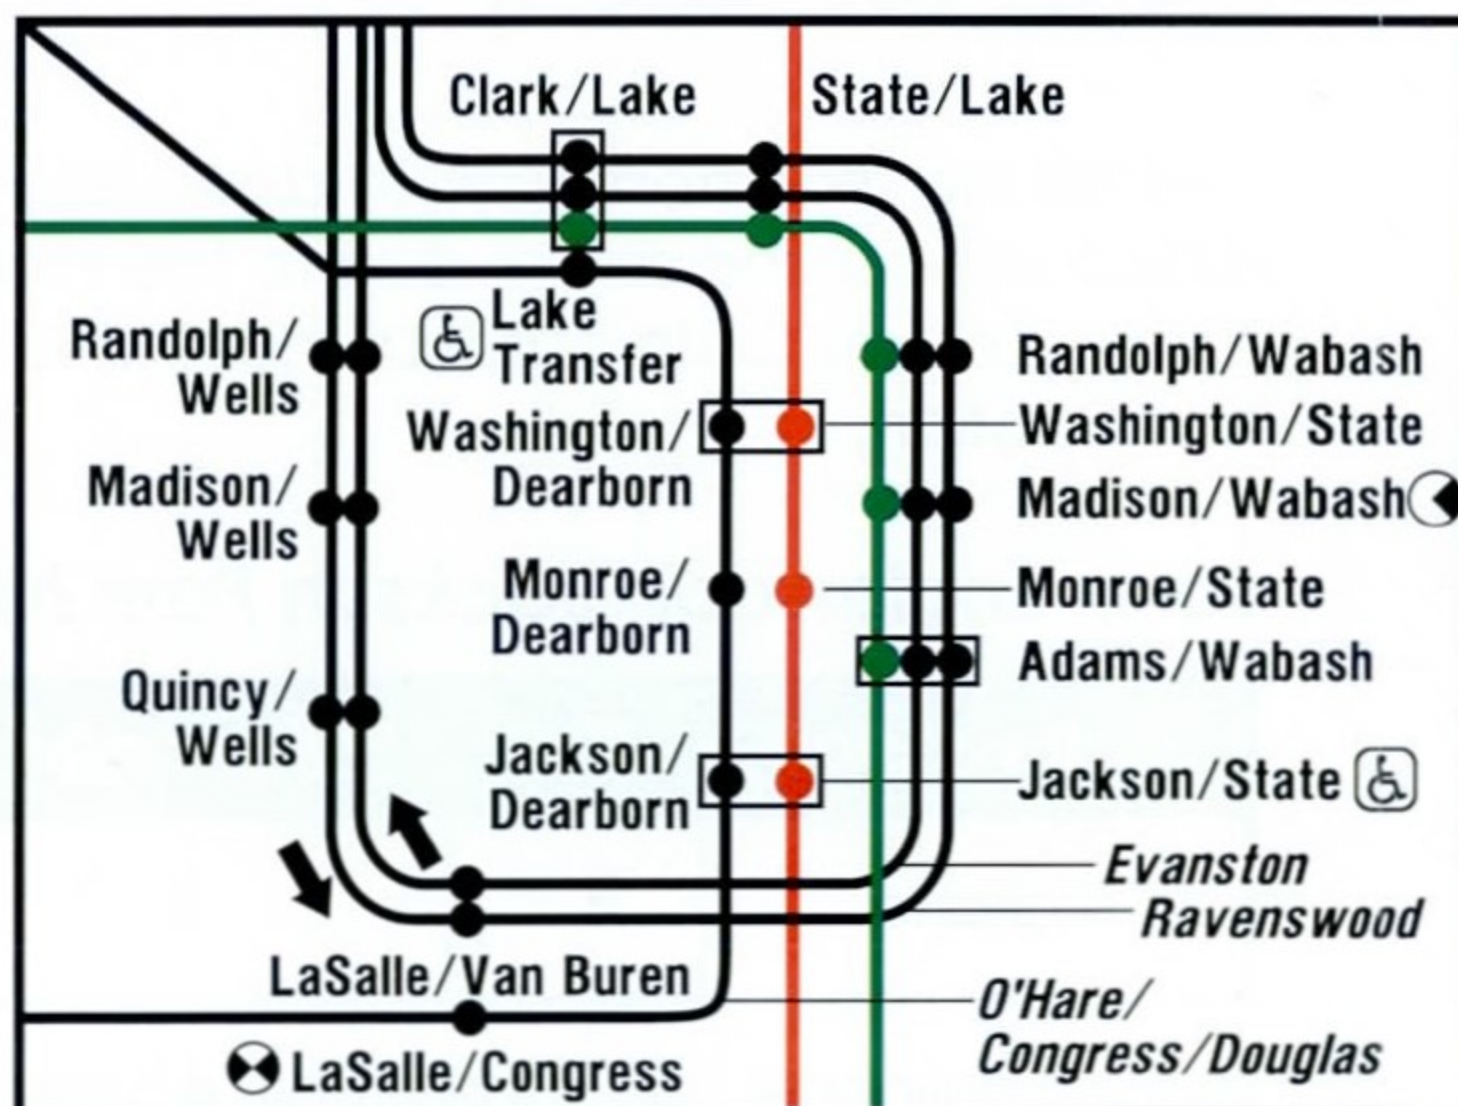 Clark/Lake
State/Lake
Lake
Transfer
Randolph/
Wells
Randolph/Wabash
Washington/
Dearborn
Washington/State
Madison/
Wells
Madison/Wabash
Monroe/
Dearborn
Monroe/State
Adams/Wabash
Quincy/
Wells
Jackson/
Dearborn
Jackson/State
Evanston
Ravenswood
LaSalle/Van Buren
O'Hare/
Congress/Douglas
LaSalle/Congress